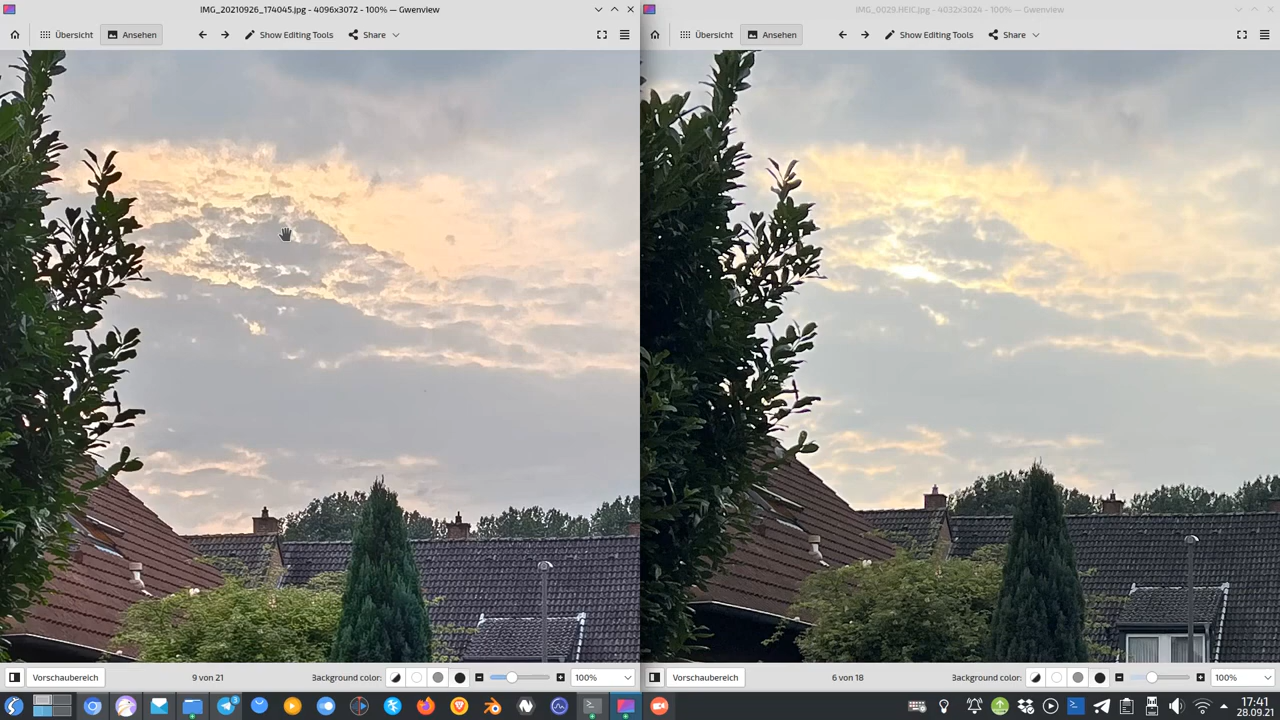 IMG_20210926_174045.jpg - 4096x3072 - 100% — Gwenview
Übersicht Ansehen Show Editing Tools Share
Vorschaubereich 9 von 21 Background color: 100%
IMG_0029.HEIC.jpg - 4032x3024 - 100% — Gwenview
Übersicht Ansehen Show Editing Tools Share
Vorschaubereich 6 von 18 Background color: 100%
3
17:41
28.09.21